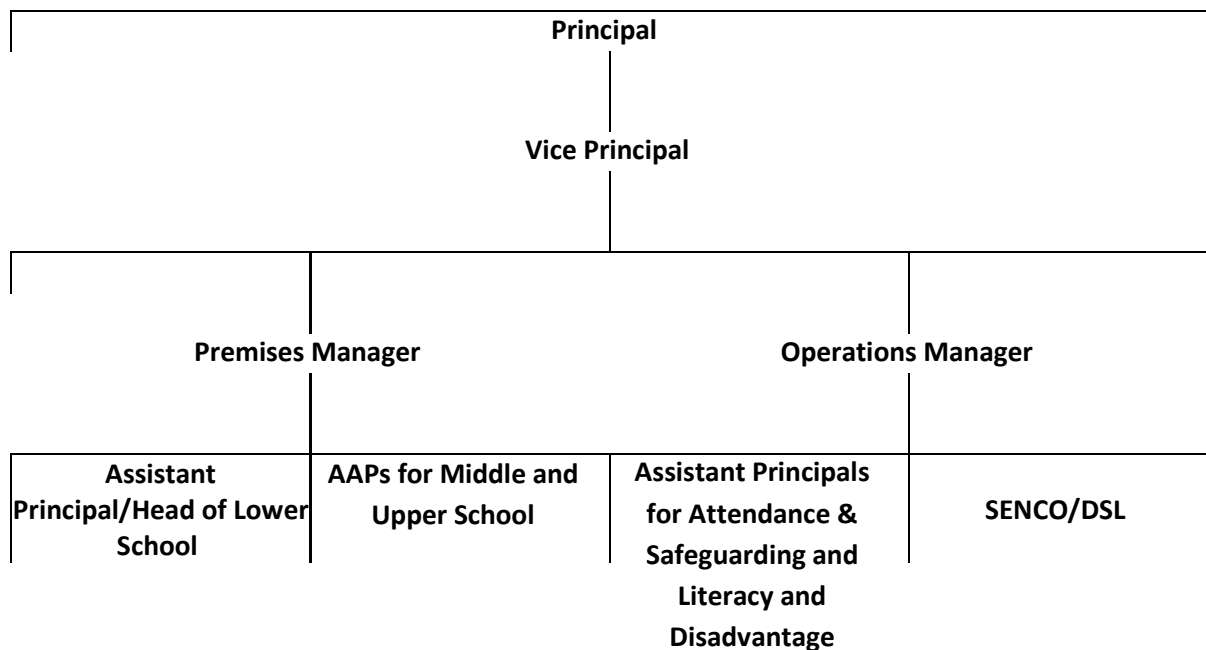 Principal
Vice Principal
Premises Manager
Operations Manager
Assistant
Principal/Head of Lower
School
AAPs for Middle and
Upper School
Assistant Principals
for Attendance &
Safeguarding and
Literacy and
Disadvantage
SENCO/DSL